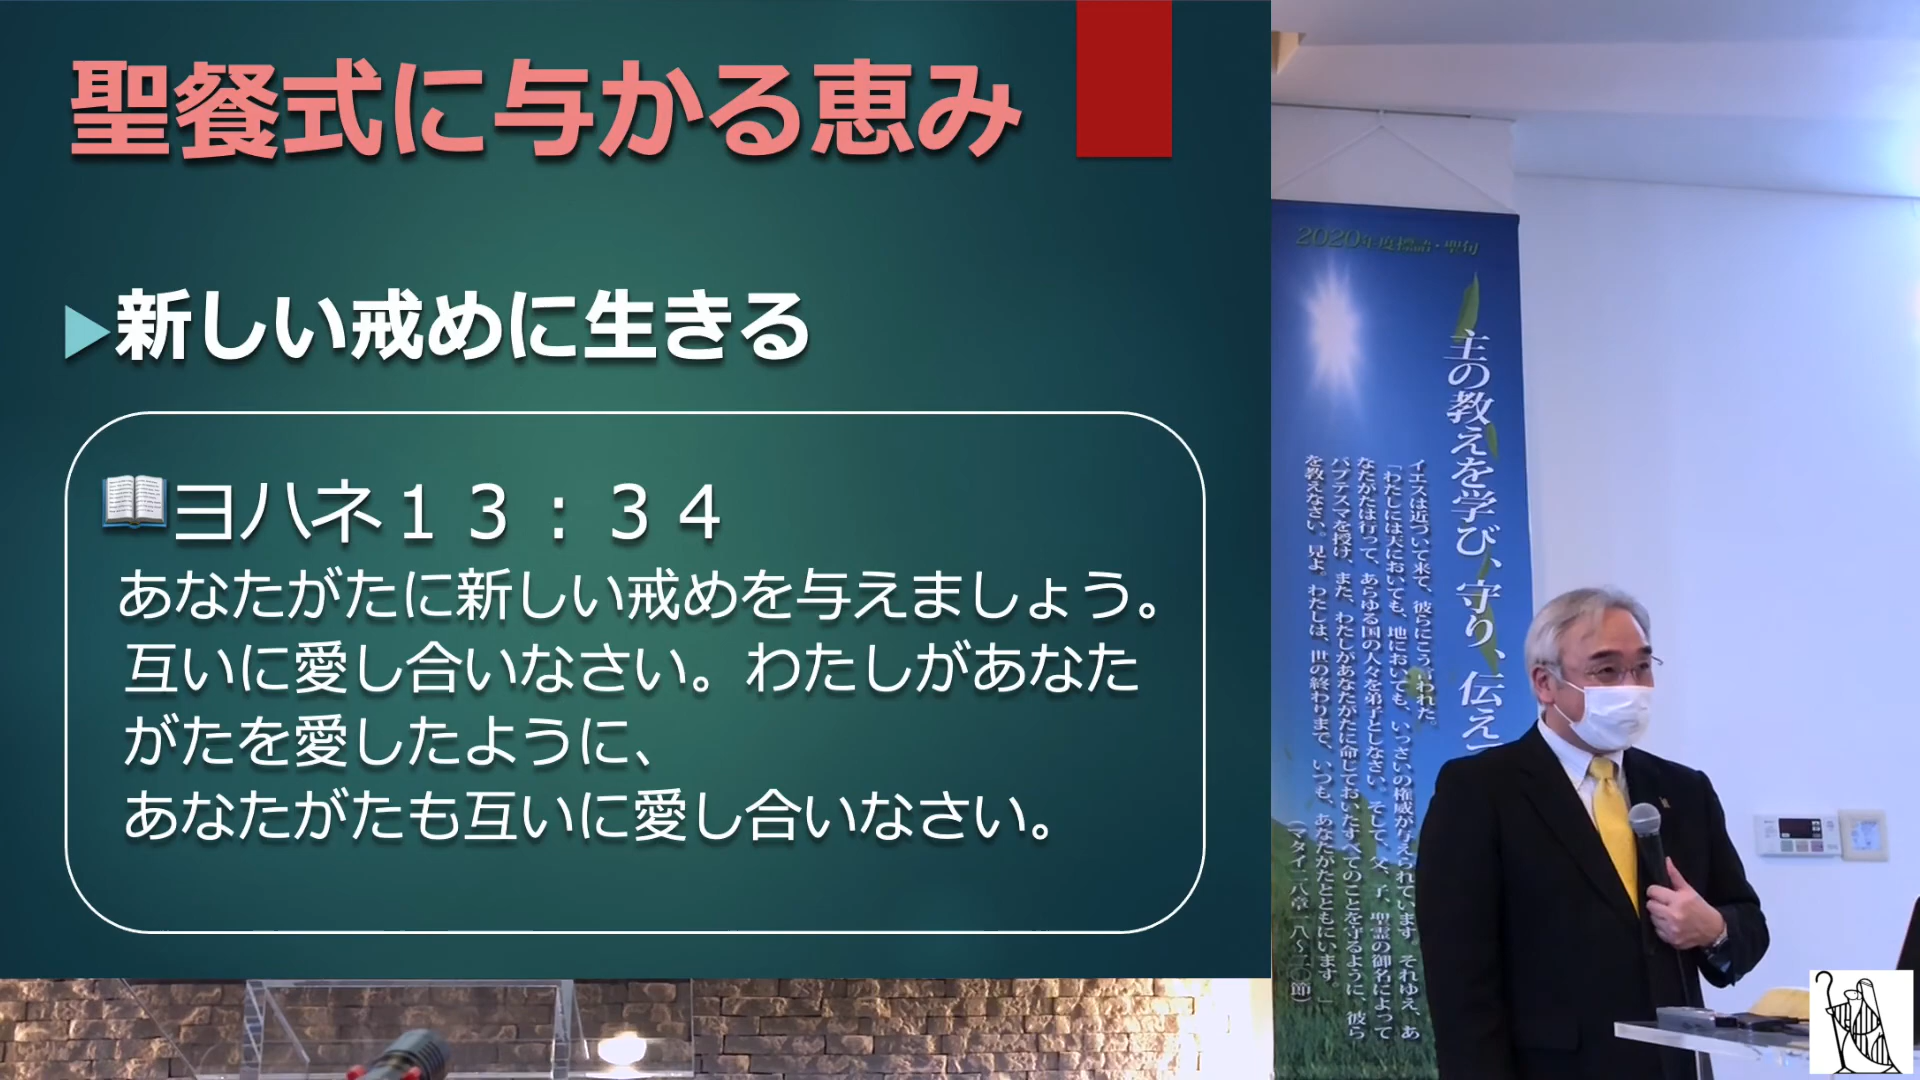 聖餐式に与かる恵み
新しい戒めに生きる
ヨハネ１３：３４
あなたがたに新しい戒めを与えましょう。
互いに愛し合いなさい。わたしがあなた
がたを愛したように、
あなたがたも互いに愛し合いなさい。
2020年度標語・聖句
主の教えを学び、守り、伝え
イエスは近づいて来て、彼らにこう言われた。
「わたしには天においても、地においても、いっさいの権威が与えられています。それゆえ、あ
なたがたは行って、あらゆる国の人々を弟子としなさい。そして、父、子、聖霊の御名によって
バプテスマを授け、また、わたしがあなたがたに命じておいたすべてのことを守るように、彼ら
を教えなさい。見よ。わたしは、世の終わりまで、いつも、あなたがたとともにいます。」
（マタイ二八章一八〜二〇節）